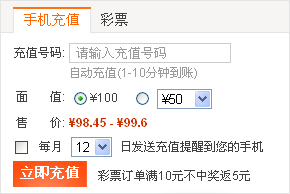 手机充值 彩票
充值号码: 请输入充值号码
自动充值(1-10分钟到账)
面 值: ¥100 ¥50
售 价: ¥98.45 - ¥99.6
每月 12 日发送充值提醒到您的手机
立即充值 彩票订单满10元不中奖返5元